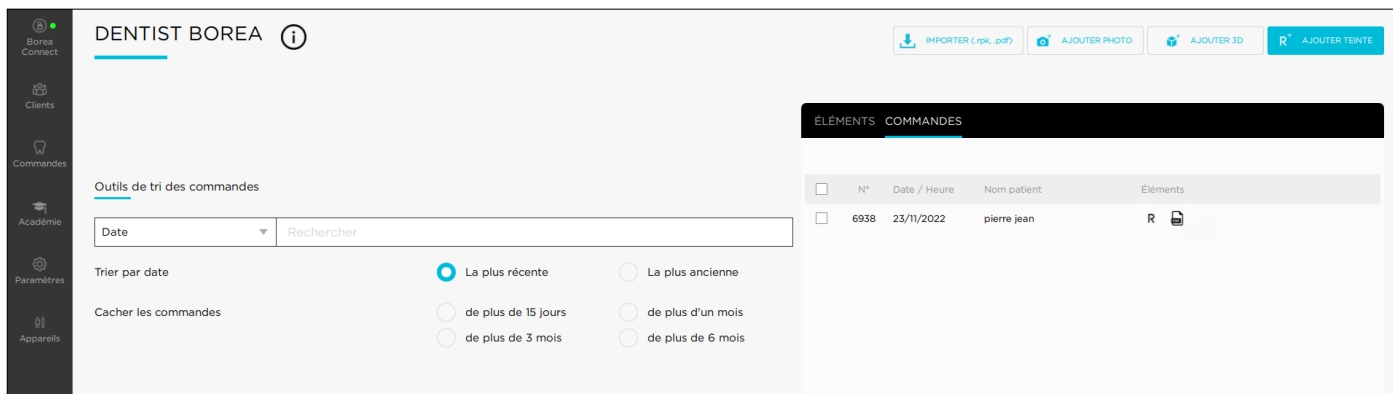 Borea
Connect
Clients
Commandes
Académie
Paramètres
Appareils
DENTIST BOREA
IMPORTER (.rpk, .pdf)
AJOUTER PHOTO
AJOUTER 3D
R+ AJOUTER TEINTE
ÉLÉMENTS COMMANDES
Outils de tri des commandes
Date
Rechercher
Trier par date
La plus récente
La plus ancienne
Cacher les commandes
de plus de 15 jours
de plus d'un mois
de plus de 3 mois
de plus de 6 mois
N° Date / Heure Nom patient Éléments
6938 23/11/2022 pierre jean R PDF